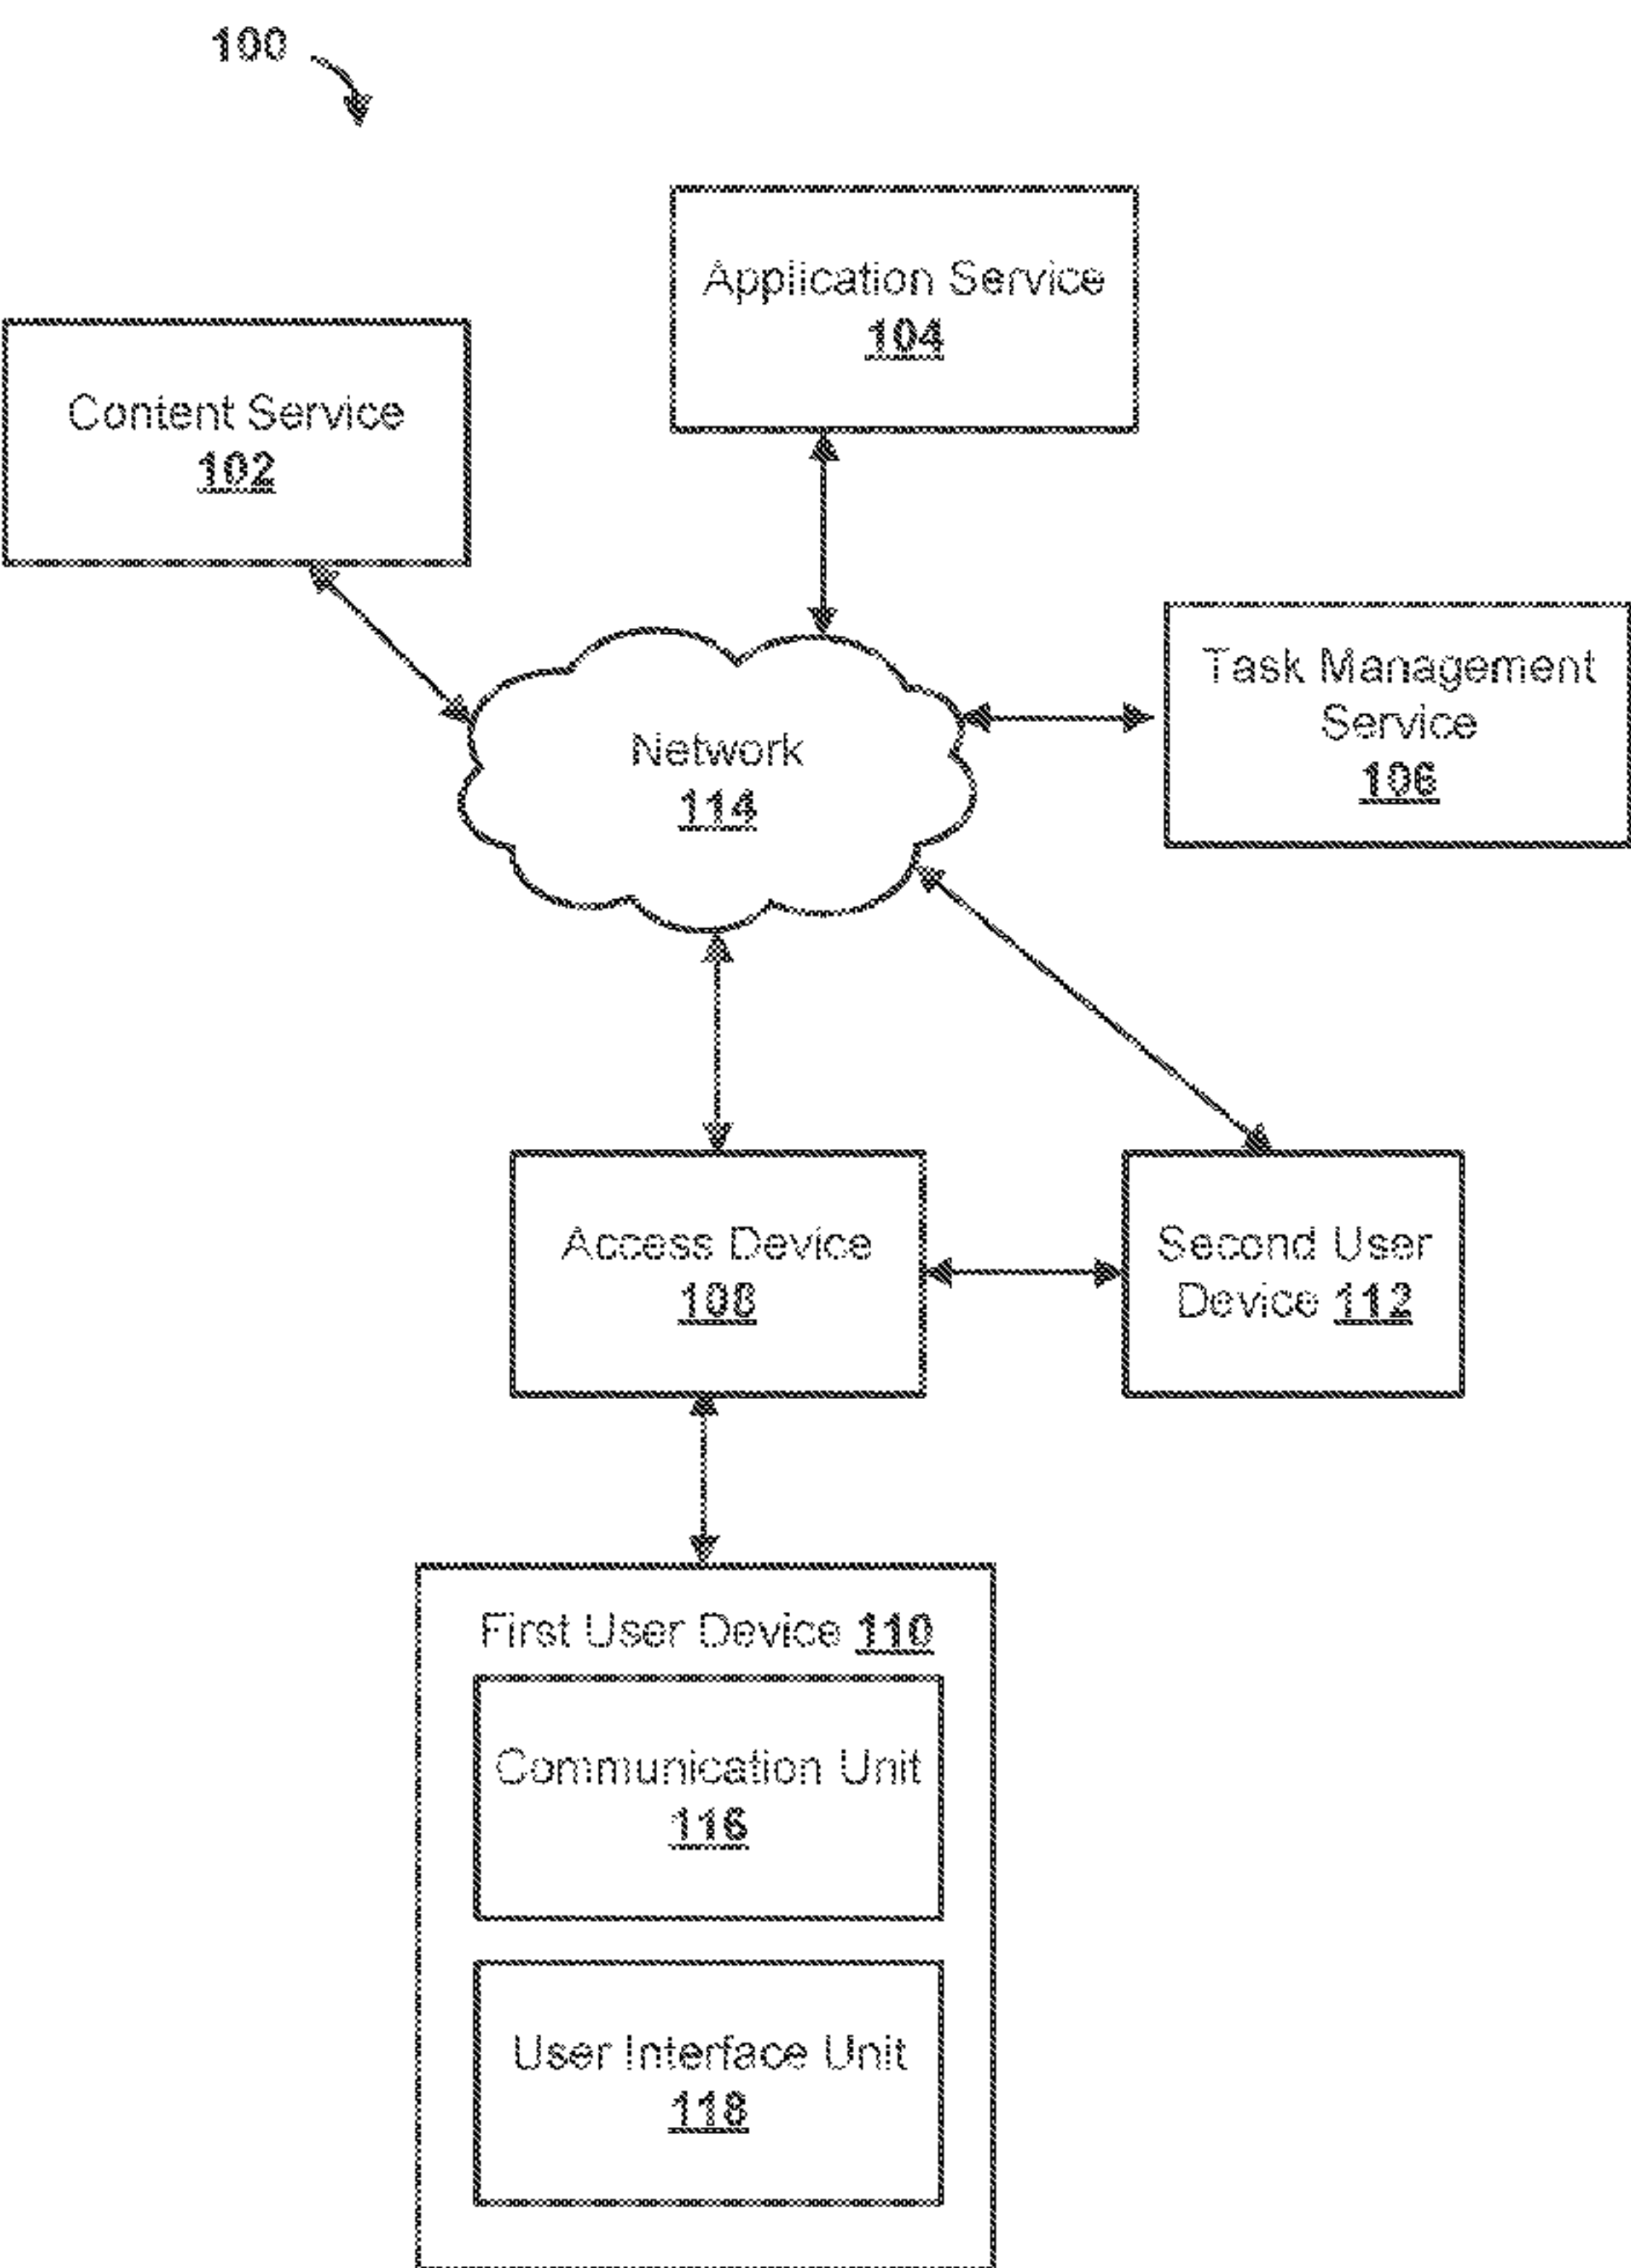 100
Application Service
104
Content Service
102
Task Management
Service
106
Network
114
Access Device
108
Second User
Device 112
First User Device 110
Communication Unit
116
User Interface Unit
118